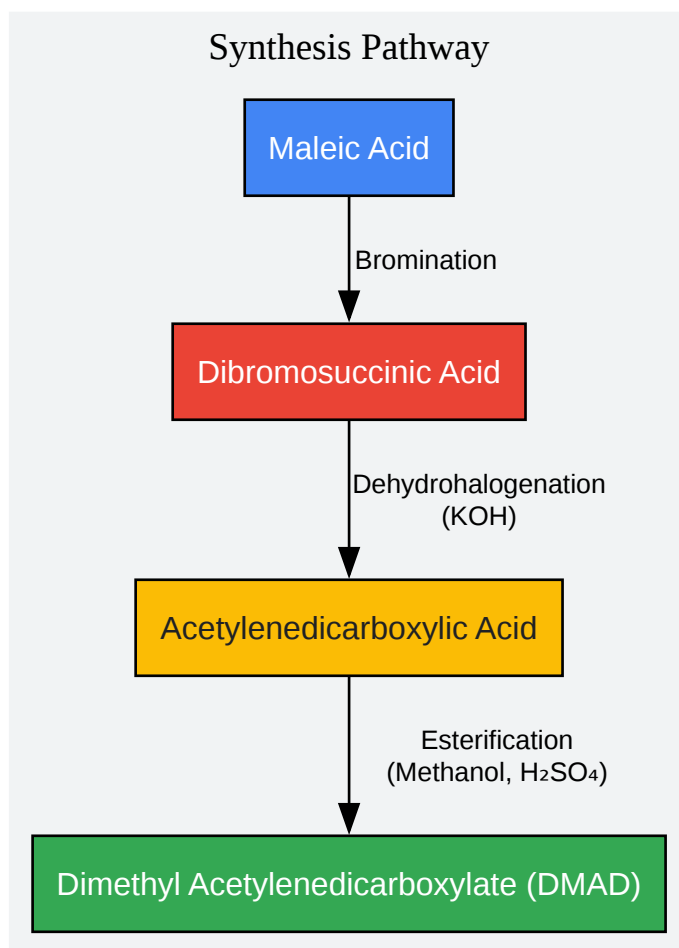 Synthesis Pathway
Maleic Acid
Bromination
Dibromosuccinic Acid
Dehydrohalogenation
(KOH)
Acetylenedicarboxylic Acid
Esterification
(Methanol, H₂SO₄)
Dimethyl Acetylenedicarboxylate (DMAD)